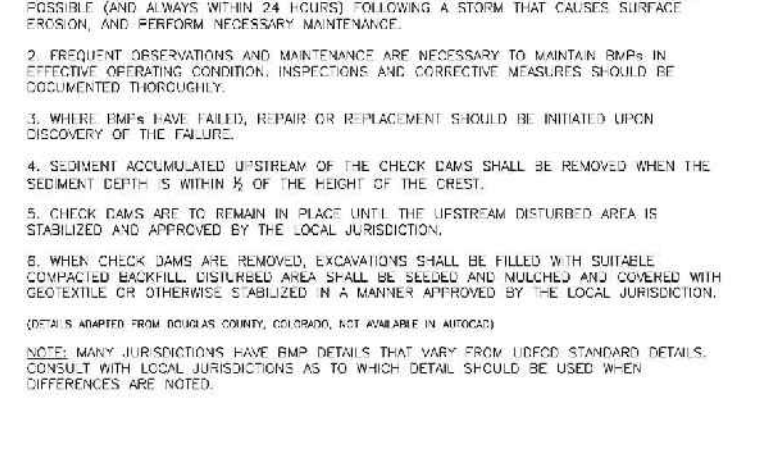 POSSIBLE (AND ALWAYS WITHIN 24 HOURS) FOLLOWING A STORM THAT CAUSES SURFACE
EROSION, AND PERFORM NECESSARY MAINTENANCE.
2. FREQUENT OBSERVATIONS AND MAINTENANCE ARE NECESSARY TO MAINTAIN BMPs IN
EFFECTIVE OPERATING CONDITION. INSPECTIONS AND CORRECTIVE MEASURES SHOULD BE
DOCUMENTED THOROUGHLY.
3. WHERE BMPs HAVE FAILED, REPAIR OR REPLACEMENT SHOULD BE INITIATED UPON
DISCOVERY OF THE FAILURE.
4. SEDIMENT ACCUMULATED UPSTREAM OF THE CHECK DAMS SHALL BE REMOVED WHEN THE
SEDIMENT DEPTH IS WITHIN ½ OF THE HEIGHT OF THE CREST.
5. CHECK DAMS ARE TO REMAIN IN PLACE UNTIL THE UPSTREAM DISTURBED AREA IS
STABILIZED AND APPROVED BY THE LOCAL JURISDICTION.
6. WHEN CHECK DAMS ARE REMOVED, EXCAVATIONS SHALL BE FILLED WITH SUITABLE
COMPACTED BACKFILL. DISTURBED AREA SHALL BE SEEDED AND MULCHED AND COVERED WITH
GEOTEXTILE OR OTHERWISE STABILIZED IN A MANNER APPROVED BY THE LOCAL JURISDICTION.
(DETAILS ADAPTED FROM DOUGLAS COUNTY, COLORADO, NOT AVAILABLE IN AUTOCAD)
NOTE: MANY JURISDICTIONS HAVE BMP DETAILS THAT VARY FROM UDFCD STANDARD DETAILS.
CONSULT WITH LOCAL JURISDICTIONS AS TO WHICH DETAIL SHOULD BE USED WHEN
DIFFERENCES ARE NOTED.